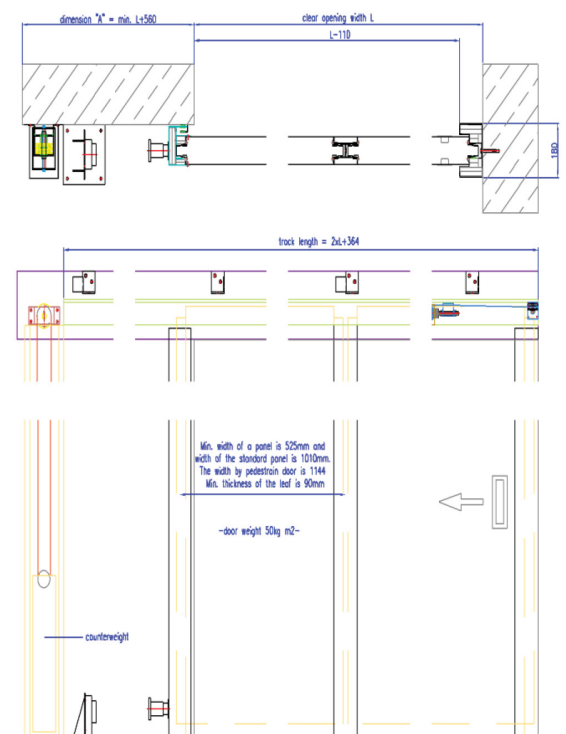 dimension "A" = min. L+560
clear opening width L
L-110
180
track length = 2xL+364
Min. width of a panel is 525mm and
width of the standard panel is 1010mm.
The width by pedestrain door is 1144
Min. thickness of the leaf is 90mm
-door weight 50kg m2-
counterweight